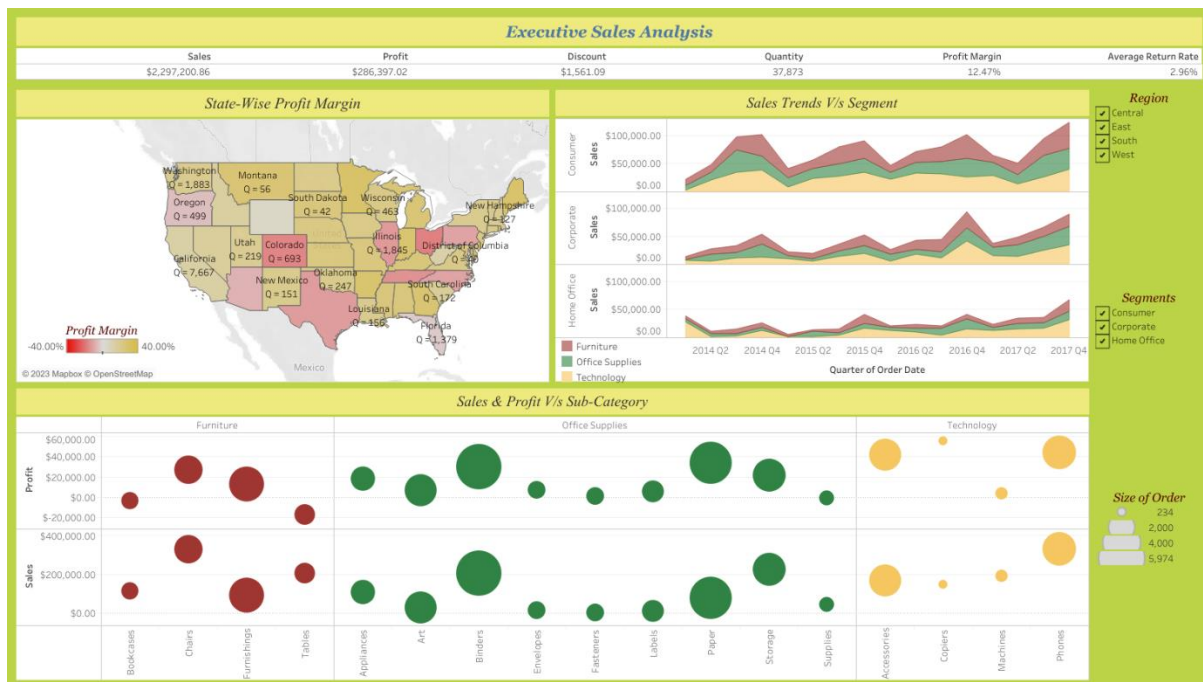 Executive Sales Analysis
Sales Profit Discount Quantity Profit Margin Average Return Rate
$2,297,200.86 $286,397.02 $1,561.09 37,873 12.47% 2.96%
State-Wise Profit Margin
Washington
Q = 1,883
Montana
Q = 56
Oregon
Q = 499
South Dakota
Q = 42
Wisconsin
Q = 463
New Hampshire
Q = 127
Illinois
Q = 1,845
District of Columbia
Utah
Q = 219
Colorado
Q = 693
California
Q = 7,667
New Mexico
Q = 151
Oklahoma
Q = 247
South Carolina
Q = 172
Louisiana
Q = 156
Florida
Q = 1,379
Mexico
Profit Margin
-40.00% 40.00%
© 2023 Mapbox © OpenStreetMap
Sales Trends V/s Segment
Consumer
Sales
$100,000.00
$50,000.00
$0.00
Corporate
Sales
$100,000.00
$50,000.00
$0.00
Home Office
Sales
$100,000.00
$50,000.00
$0.00
Furniture
Office Supplies
Technology
2014 Q2 2014 Q4 2015 Q2 2015 Q4 2016 Q2 2016 Q4 2017 Q2 2017 Q4
Quarter of Order Date
Region
Central
East
South
West
Segments
Consumer
Corporate
Home Office
Sales & Profit V/s Sub-Category
Furniture Office Supplies Technology
Profit
$60,000.00
$40,000.00
$20,000.00
$0.00
$-20,000.00
Sales
$400,000.00
$200,000.00
$0.00
Bookcases
Chairs
Furnishings
Tables
Appliances
Art
Binders
Envelopes
Fasteners
Labels
Paper
Storage
Supplies
Accessories
Copiers
Machines
Phones
Size of Order
234
2,000
4,000
5,974